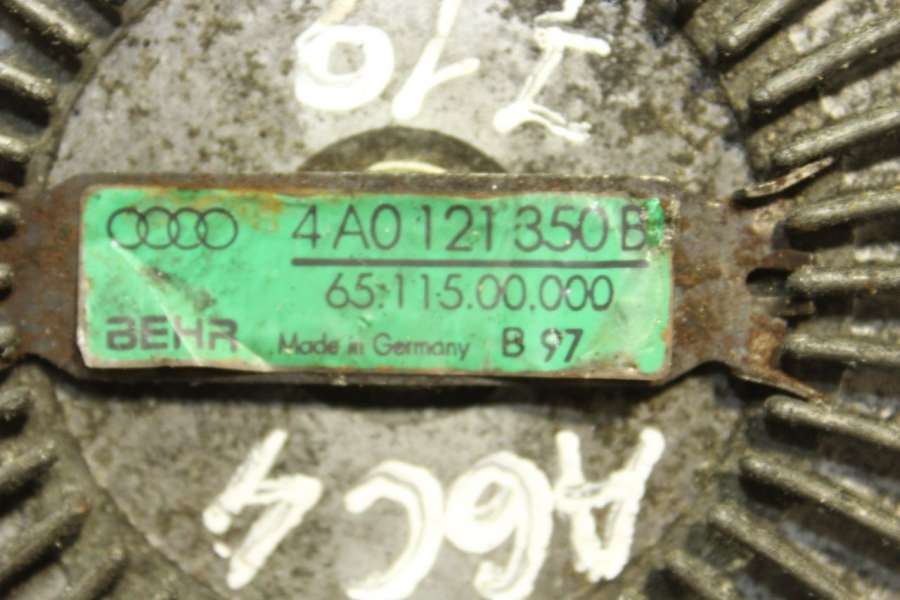 4A0 121 350 B
65.115.00.000
BEHR Made in Germany B 97
A6C4